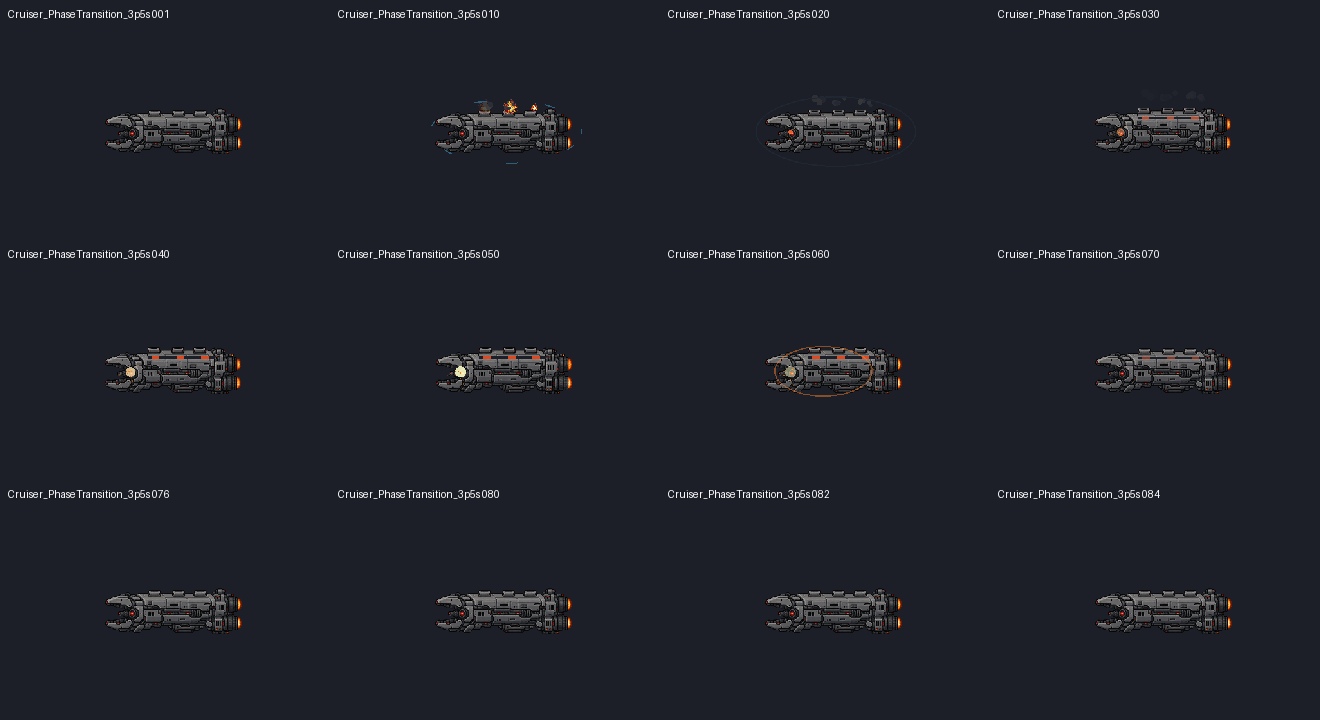 Cruiser_PhaseTransition_3p5s001
Cruiser_PhaseTransition_3p5s010
Cruiser_PhaseTransition_3p5s020
Cruiser_PhaseTransition_3p5s030
Cruiser_PhaseTransition_3p5s040
Cruiser_PhaseTransition_3p5s050
Cruiser_PhaseTransition_3p5s060
Cruiser_PhaseTransition_3p5s070
Cruiser_PhaseTransition_3p5s076
Cruiser_PhaseTransition_3p5s080
Cruiser_PhaseTransition_3p5s082
Cruiser_PhaseTransition_3p5s084